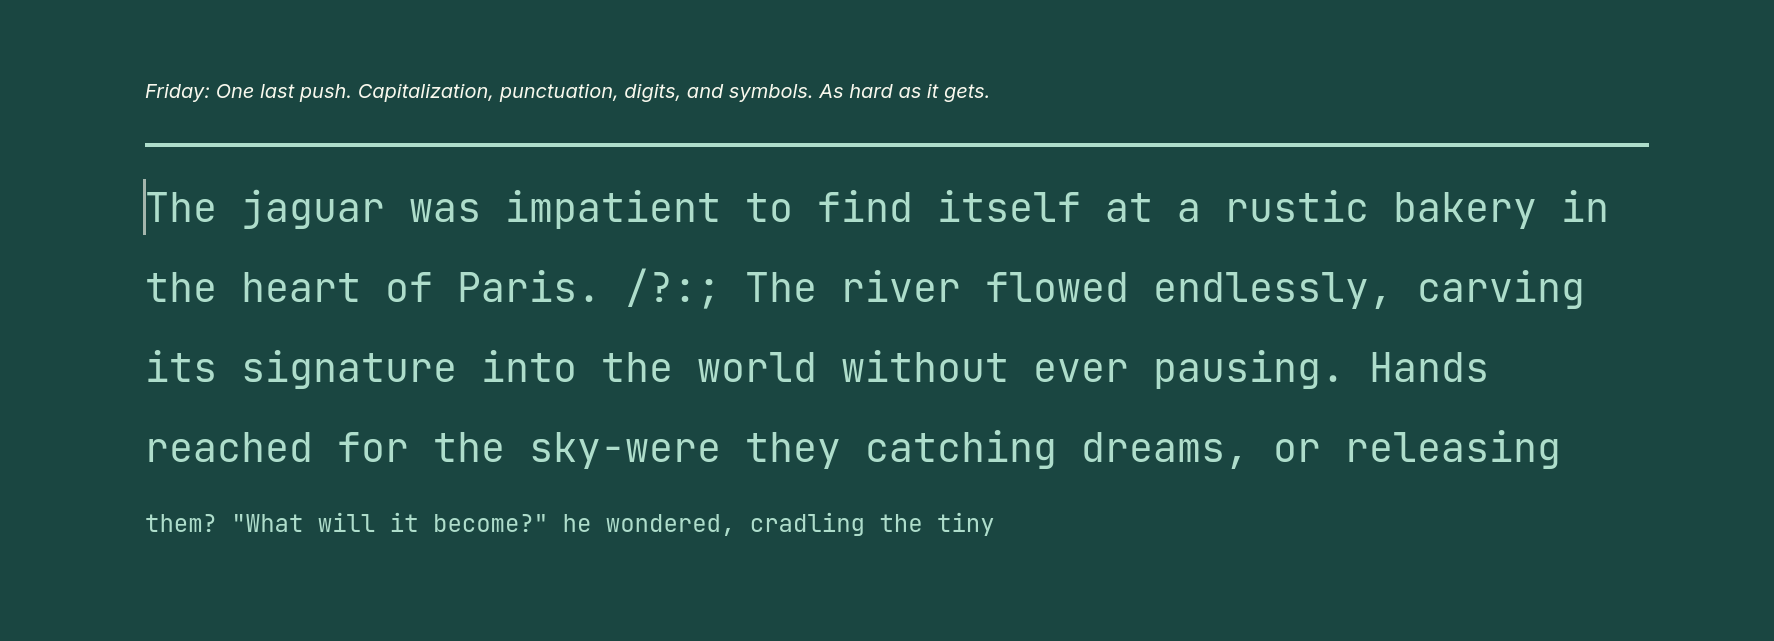 Friday: One last push. Capitalization, punctuation, digits, and symbols. As hard as it gets.
The jaguar was impatient to find itself at a rustic bakery in
the heart of Paris. /?:; The river flowed endlessly, carving
its signature into the world without ever pausing. Hands
reached for the sky-were they catching dreams, or releasing
them? "What will it become?" he wondered, cradling the tiny